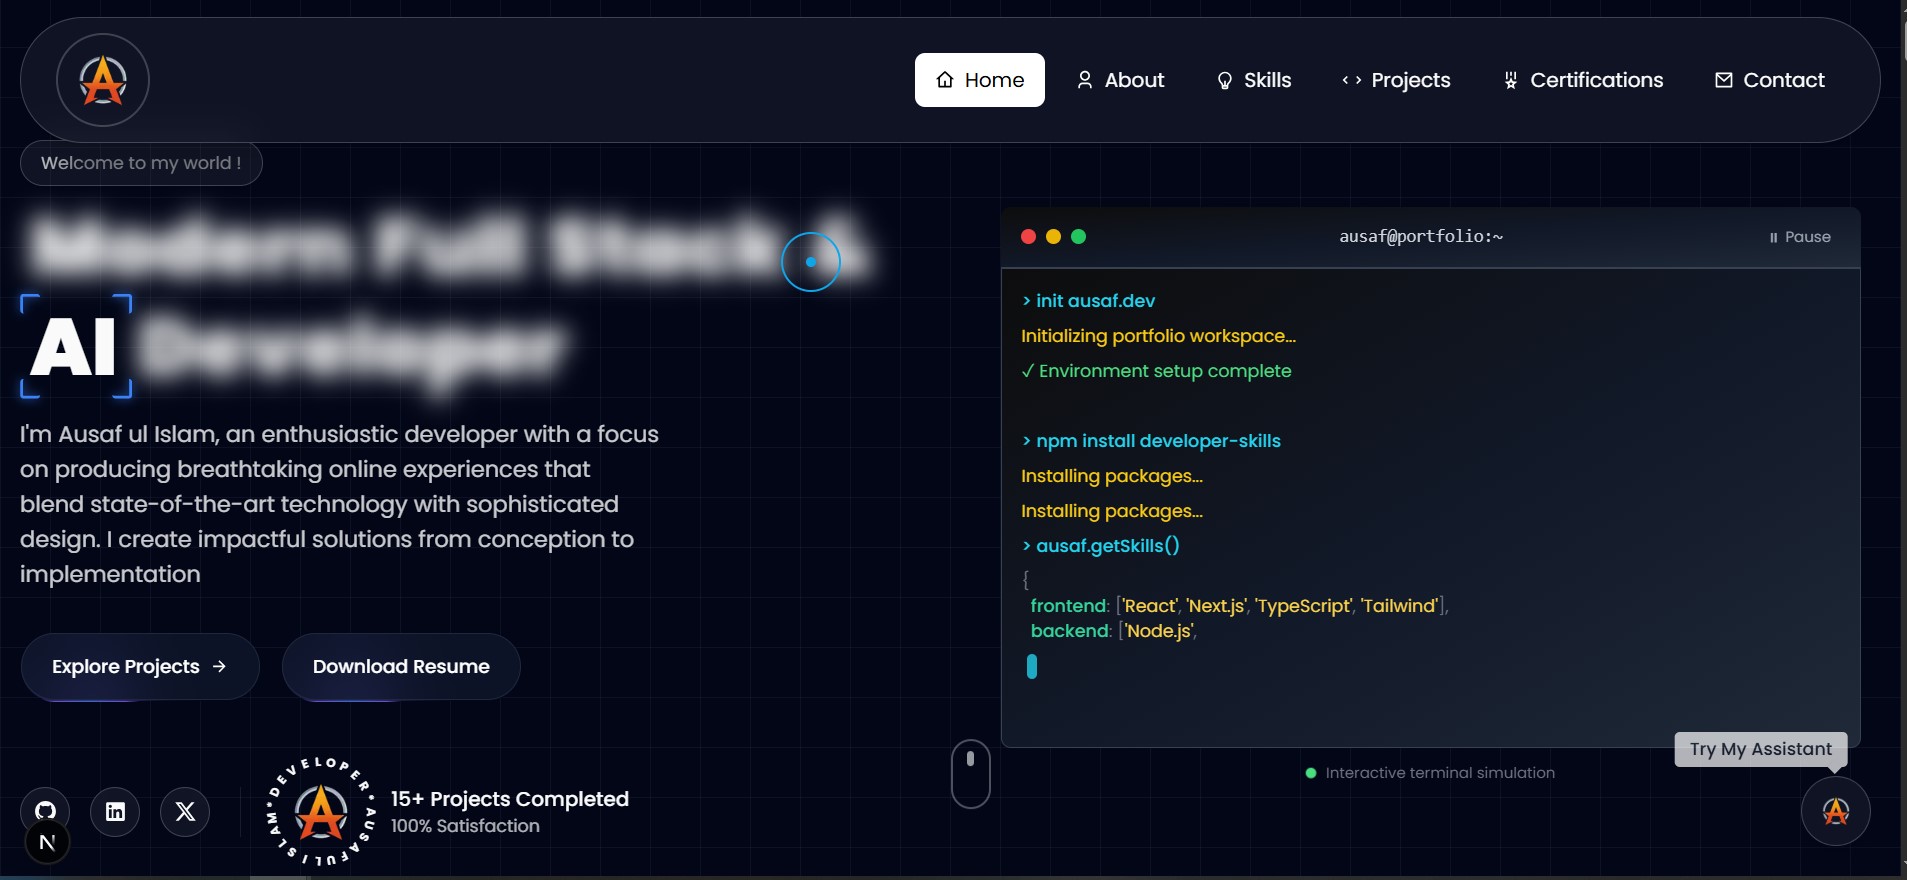 Home
About
Skills
Projects
Certifications
Contact
Welcome to my world !
Modern Full Stack &
AI Developer
I'm Ausaf ul Islam, an enthusiastic developer with a focus
on producing breathtaking online experiences that
blend state-of-the-art technology with sophisticated
design. I create impactful solutions from conception to
implementation
Explore Projects →
Download Resume
DEVELOPER * AUSAF UL ISLAM *
15+ Projects Completed
100% Satisfaction
ausaf@portfolio:~
Pause
> init ausaf.dev
Initializing portfolio workspace...
✓ Environment setup complete
> npm install developer-skills
Installing packages...
Installing packages...
> ausaf.getSkills()
{
frontend: ['React', 'Next.js', 'TypeScript', 'Tailwind'],
backend: ['Node.js',
Interactive terminal simulation
Try My Assistant
N